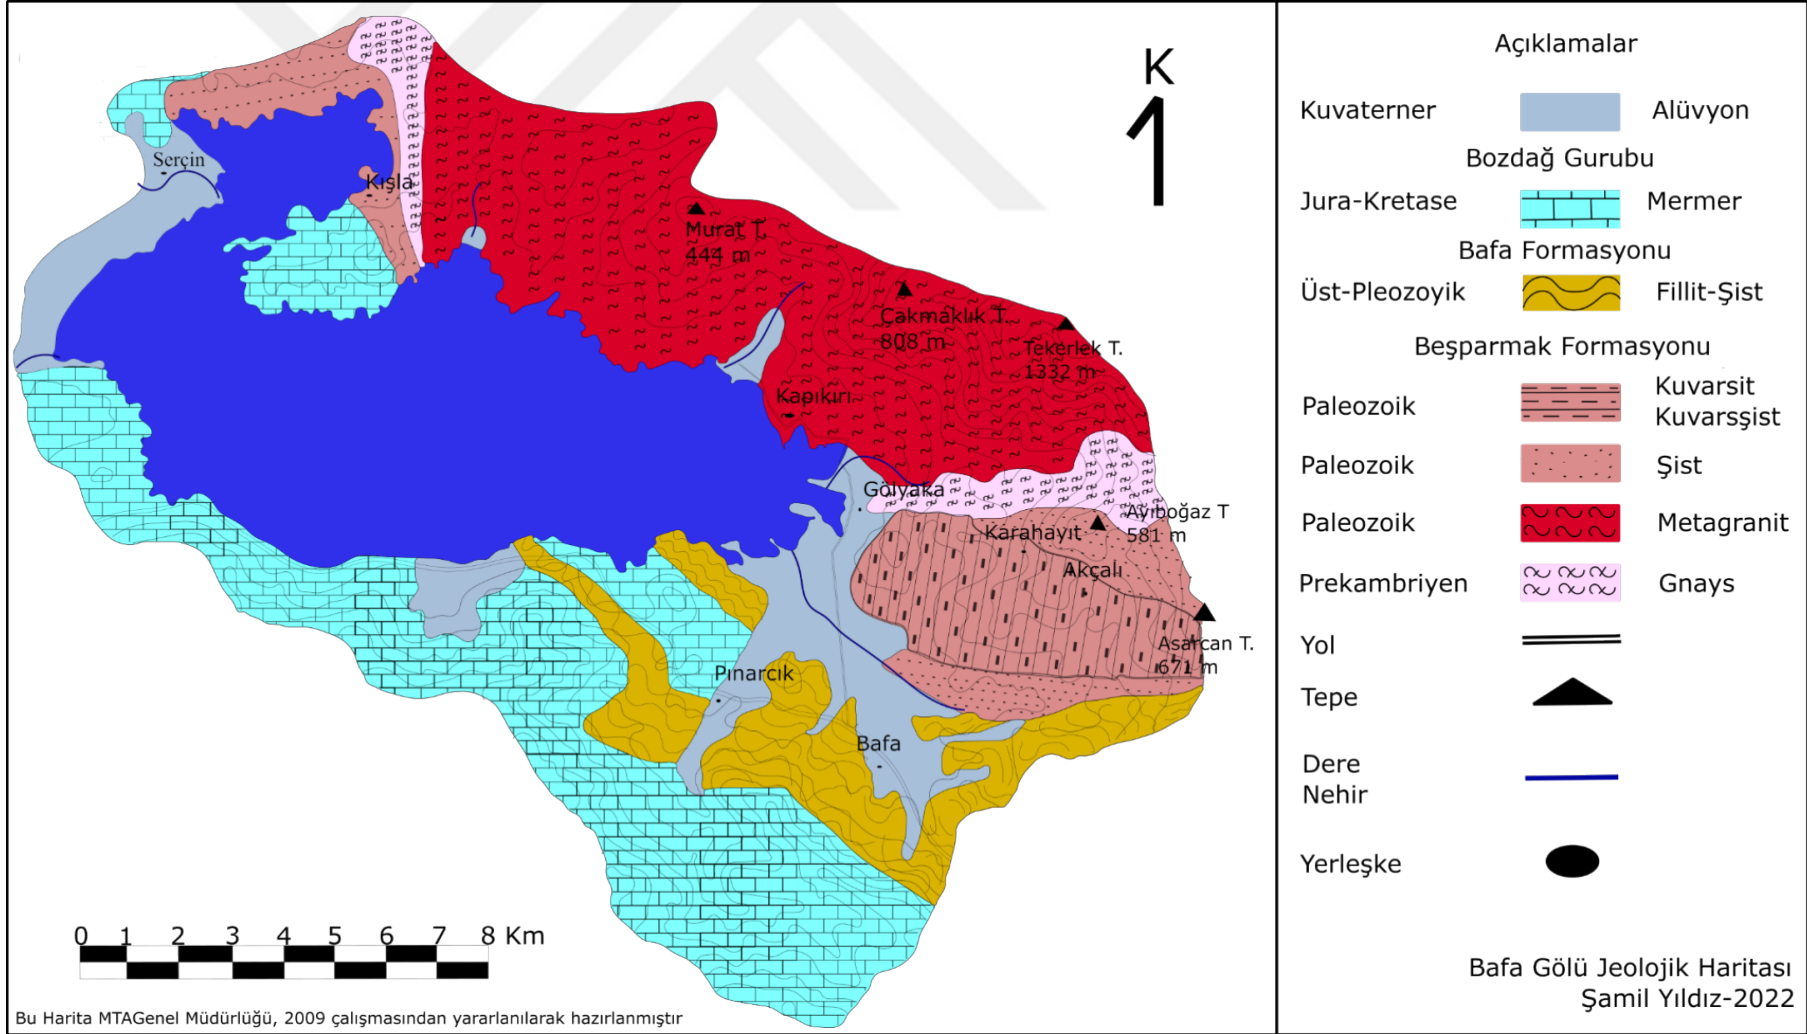 K
Serçin
Kışla
Murat T.
444 m
Çakmaklık T.
808 m
Tekerlek T.
1332 m
Kapıkırı
Gölyaka
Ayıboğaz T
581 m
Karahayıt
Akçalı
Asarcan T.
671 m
Pınarcık
Bafa
0 1 2 3 4 5 6 7 8 Km
Bu Harita MTAGenel Müdürlüğü, 2009 çalışmasından yararlanılarak hazırlanmıştır
Açıklamalar
Kuvaterner Alüvyon
Bozdağ Gurubu
Jura-Kretase Mermer
Bafa Formasyonu
Üst-Pleozoyik Fillit-Şist
Beşparmak Formasyonu
Paleozoik Kuvarsit
Kuvarsşist
Paleozoik Şist
Paleozoik Metagranit
Prekambriyen Gnays
Yol
Tepe
Dere
Nehir
Yerleşke
Bafa Gölü Jeolojik Haritası
Şamil Yıldız-2022